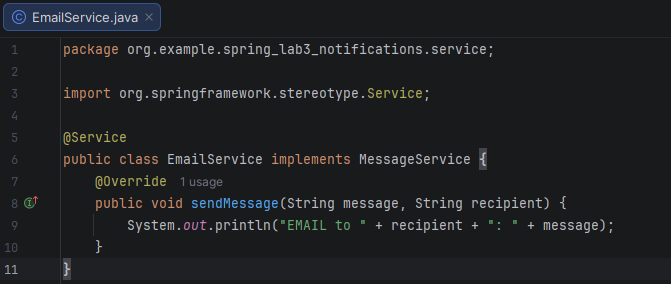 EmailService.java
1 package org.example.spring_lab3_notifications.service;
2
3 import org.springframework.stereotype.Service;
4
5 @Service
6 public class EmailService implements MessageService {
7     @Override 1 usage
8     public void sendMessage(String message, String recipient) {
9         System.out.println("EMAIL to " + recipient + ": " + message);
10     }
11 }